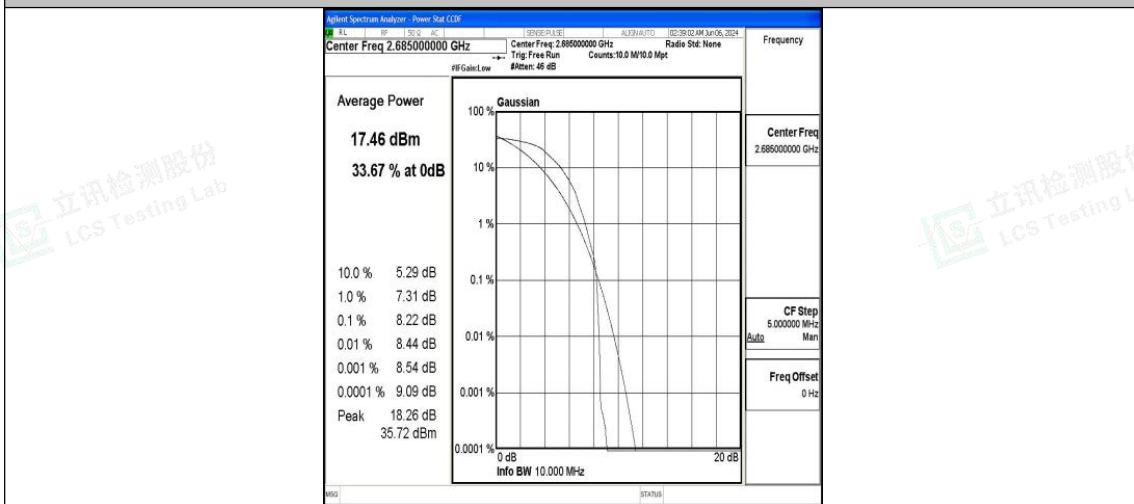 Agilent Spectrum Analyzer - Power Stat CCDF
RL RF 50 Ω AC SENSE:PULSE ALIGN AUTO 02:39:02 AM Jun 06, 2024
Center Freq 2.685000000 GHz
Center Freq: 2.685000000 GHz Radio Std: None
Trig: Free Run Counts:10.0 M/10.0 Mpt
#IFGain:Low #Atten: 46 dB
Frequency
Average Power
17.46 dBm
33.67 % at 0dB
10.0 % 5.29 dB
1.0 % 7.31 dB
0.1 % 8.22 dB
0.01 % 8.44 dB
0.001 % 8.54 dB
0.0001 % 9.09 dB
Peak 18.26 dB
35.72 dBm
Gaussian
100 %
10 %
1 %
0.1 %
0.01 %
0.001 %
0.0001 %
0 dB 20 dB
Info BW 10.000 MHz
Center Freq
2.685000000 GHz
CF Step
5.000000 MHz
Auto Man
Freq Offset
0 Hz
MSG STATUS
立讯检测股份
LCS Testing Lab
立讯检测股份
LCS Testing L